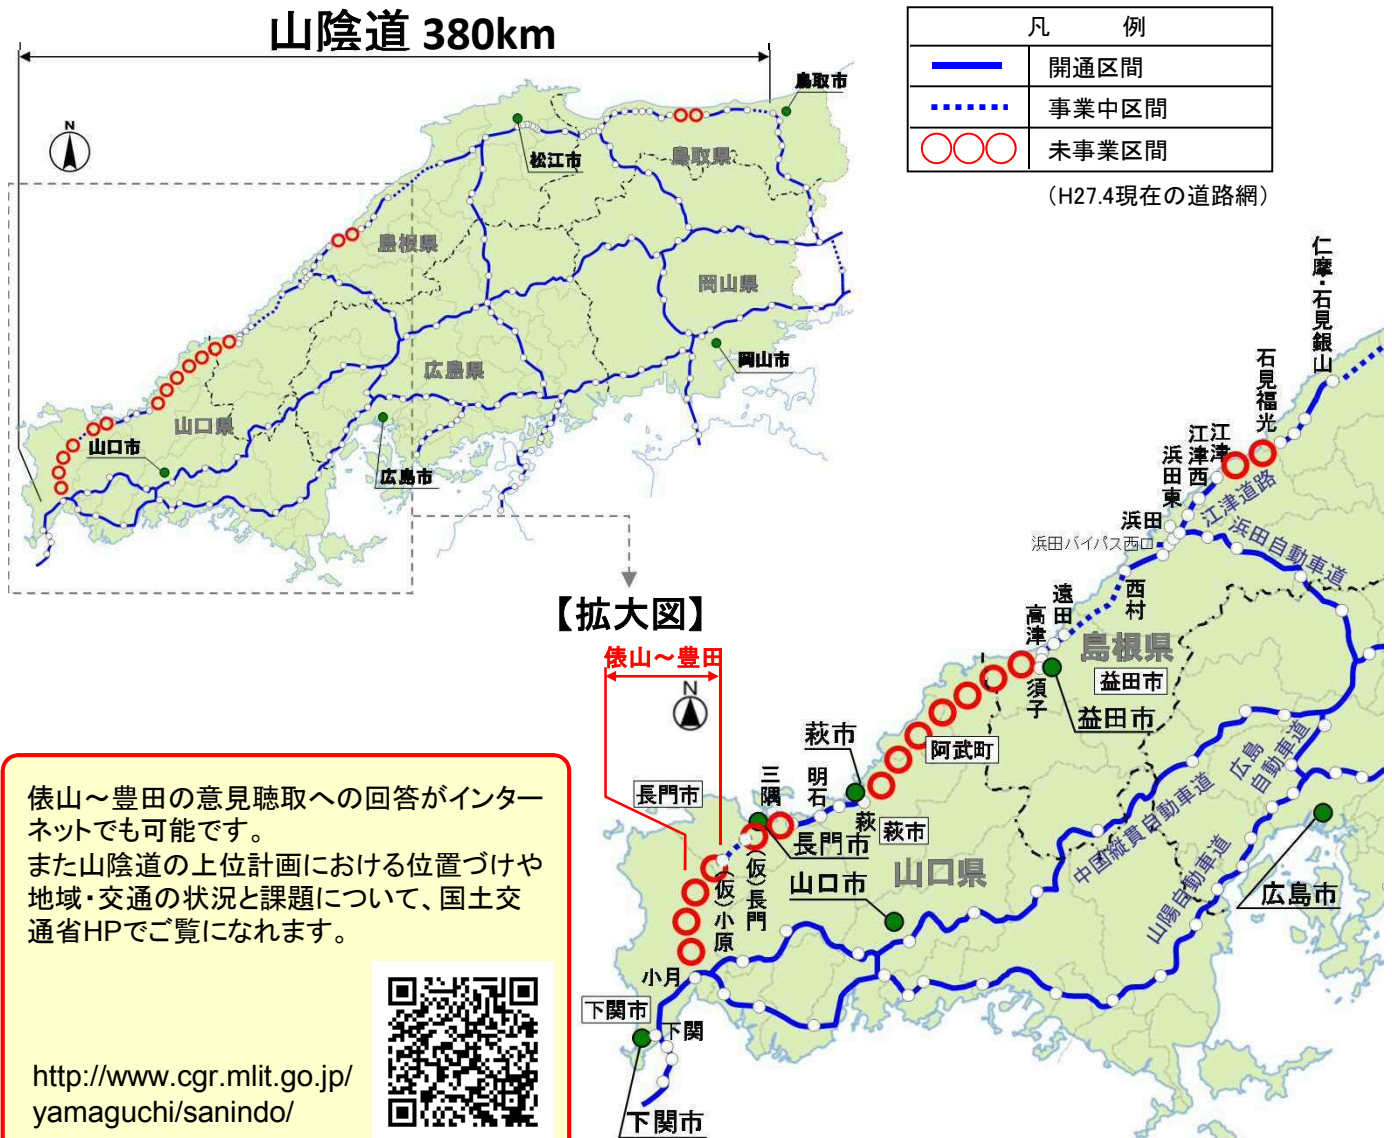 山陰道 380km
凡 例
開通区間
事業中区間
未事業区間
(H27.4現在の道路網)
N
鳥取市
松江市
鳥取県
島根県
岡山県
岡山市
広島県
山口県
山口市
広島市
【拡大図】
俵山～豊田
N
仁摩・石見銀山
石見福光
江津
江津西
浜田東
江津道路
浜田
浜田バイパス西口
浜田自動車道
西村
遠田
高津
須子
島根県
益田市
益田市
萩市
阿武町
広島自動車道
三隅
明石
長門市
萩
萩市
中国縦貫自動車道
長門市
山口県
山口市
(仮)長門
(仮)小原
山陽自動車道
広島市
小月
下関市
下関
下関市
俵山～豊田の意見聴取への回答がインター
ネットでも可能です。
また山陰道の上位計画における位置づけや
地域・交通の状況と課題について、国土交
通省HPでご覧になれます。
http://www.cgr.mlit.go.jp/
yamaguchi/sanindo/